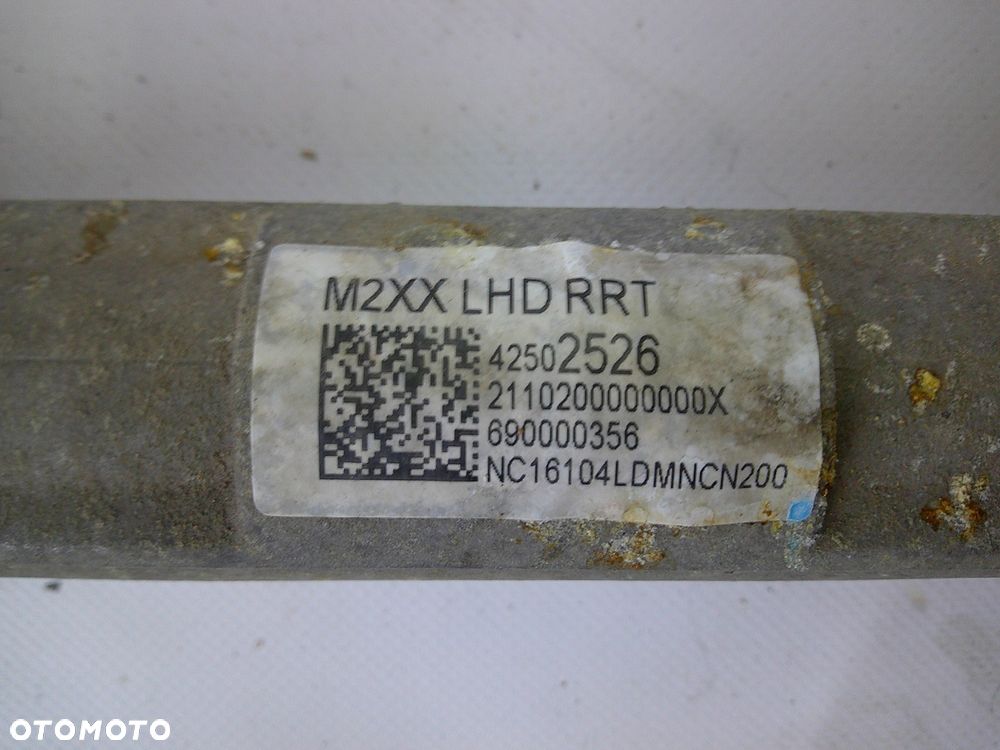 M2XX LHD RRT
42502526
2110200000000X
690000356
NC16104LDMNCN200
OTOMOTO